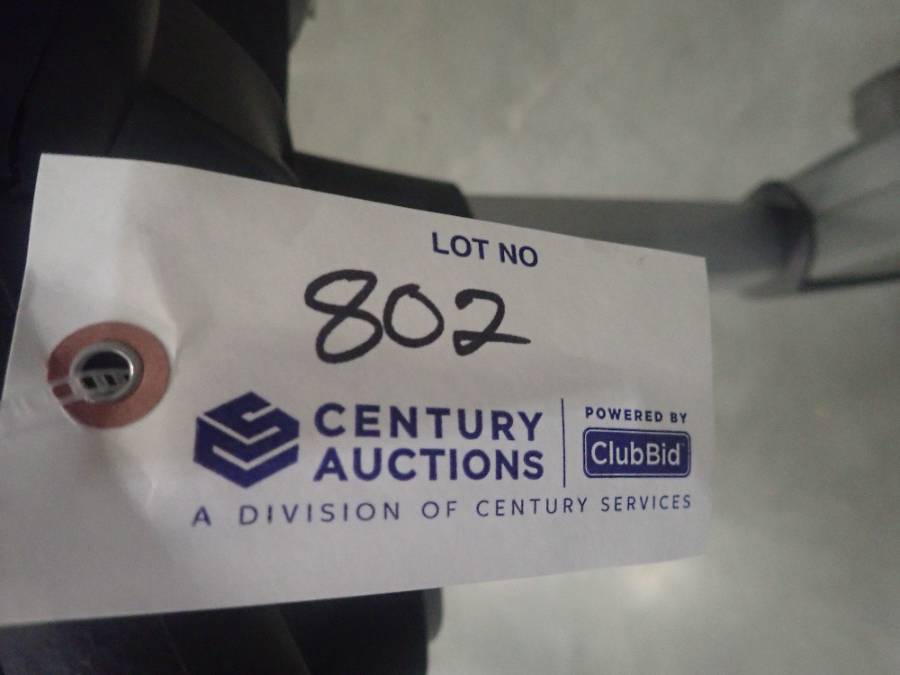 LOT NO
802
CENTURY
AUCTIONS
POWERED BY
ClubBid
A DIVISION OF CENTURY SERVICES